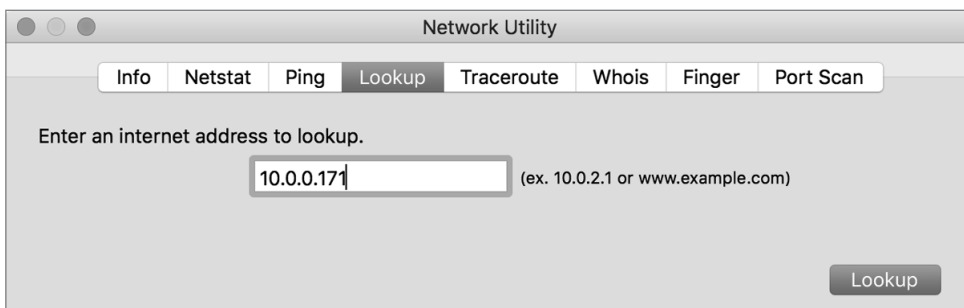 Network Utility
Info Netstat Ping Lookup Traceroute Whois Finger Port Scan
Enter an internet address to lookup.
10.0.0.171 (ex. 10.0.2.1 or www.example.com)
Lookup